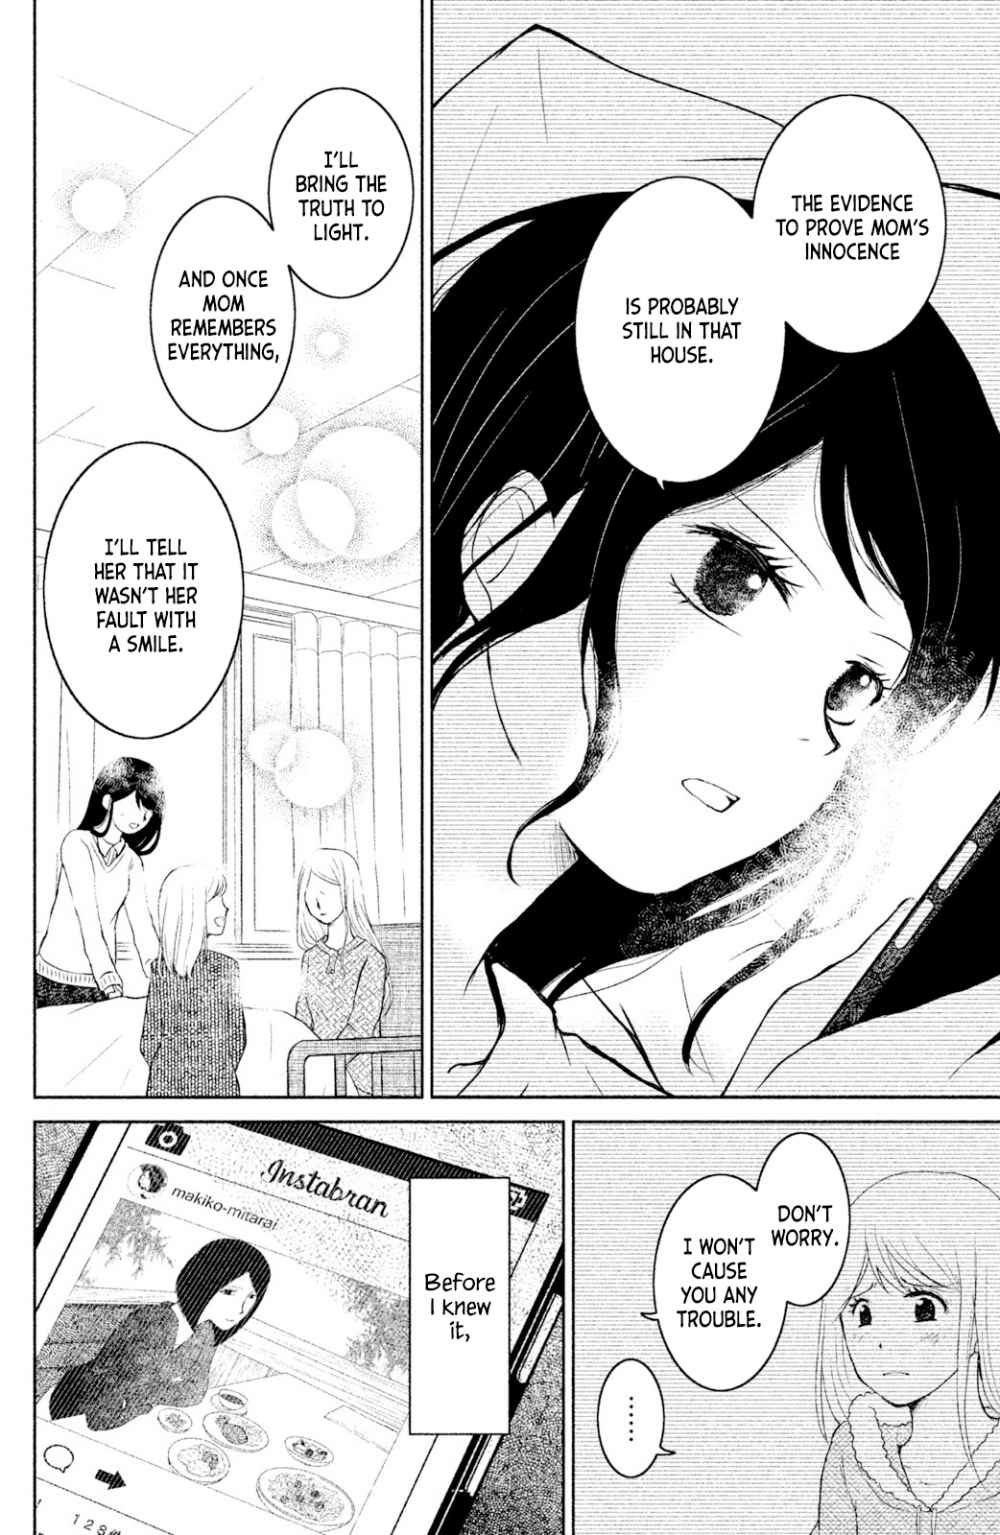 THE EVIDENCE
TO PROVE MOM'S
INNOCENCE
IS PROBABLY
STILL IN THAT
HOUSE.
I'LL
BRING THE
TRUTH TO
LIGHT.
AND ONCE
MOM
REMEMBERS
EVERYTHING,
I'LL TELL
HER THAT IT
WASN'T HER
FAULT WITH
A SMILE.
DON'T
WORRY.
I WON'T
CAUSE
YOU ANY
TROUBLE.
.......
Before
I knew
it,
Instabran
makiko-mitarai